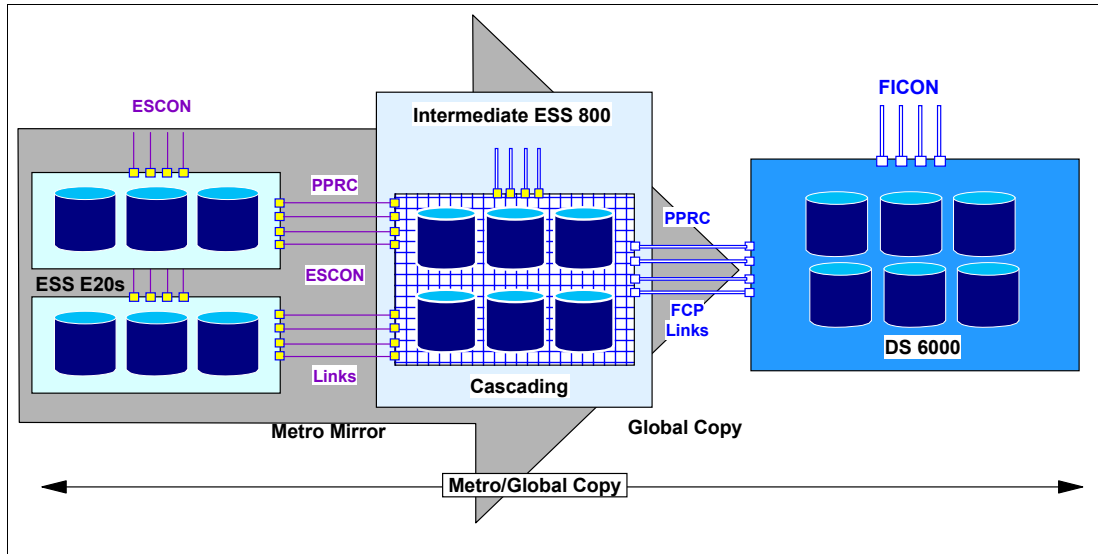 ESCON
Intermediate ESS 800
FICON
PPRC
PPRC
ESCON
ESS E20s
FCP
Links
DS 6000
Links
Cascading
Metro Mirror
Global Copy
Metro/Global Copy